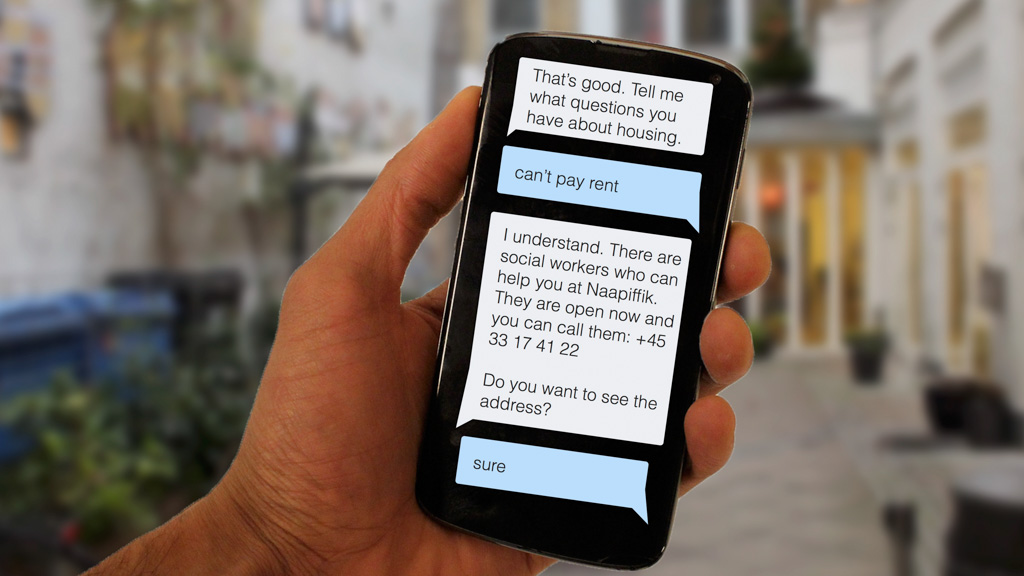 That's good. Tell me
what questions you
have about housing.
can't pay rent
I understand. There are
social workers who can
help you at Naapiffik.
They are open now and
you can call them: +45
33 17 41 22
Do you want to see the
address?
sure